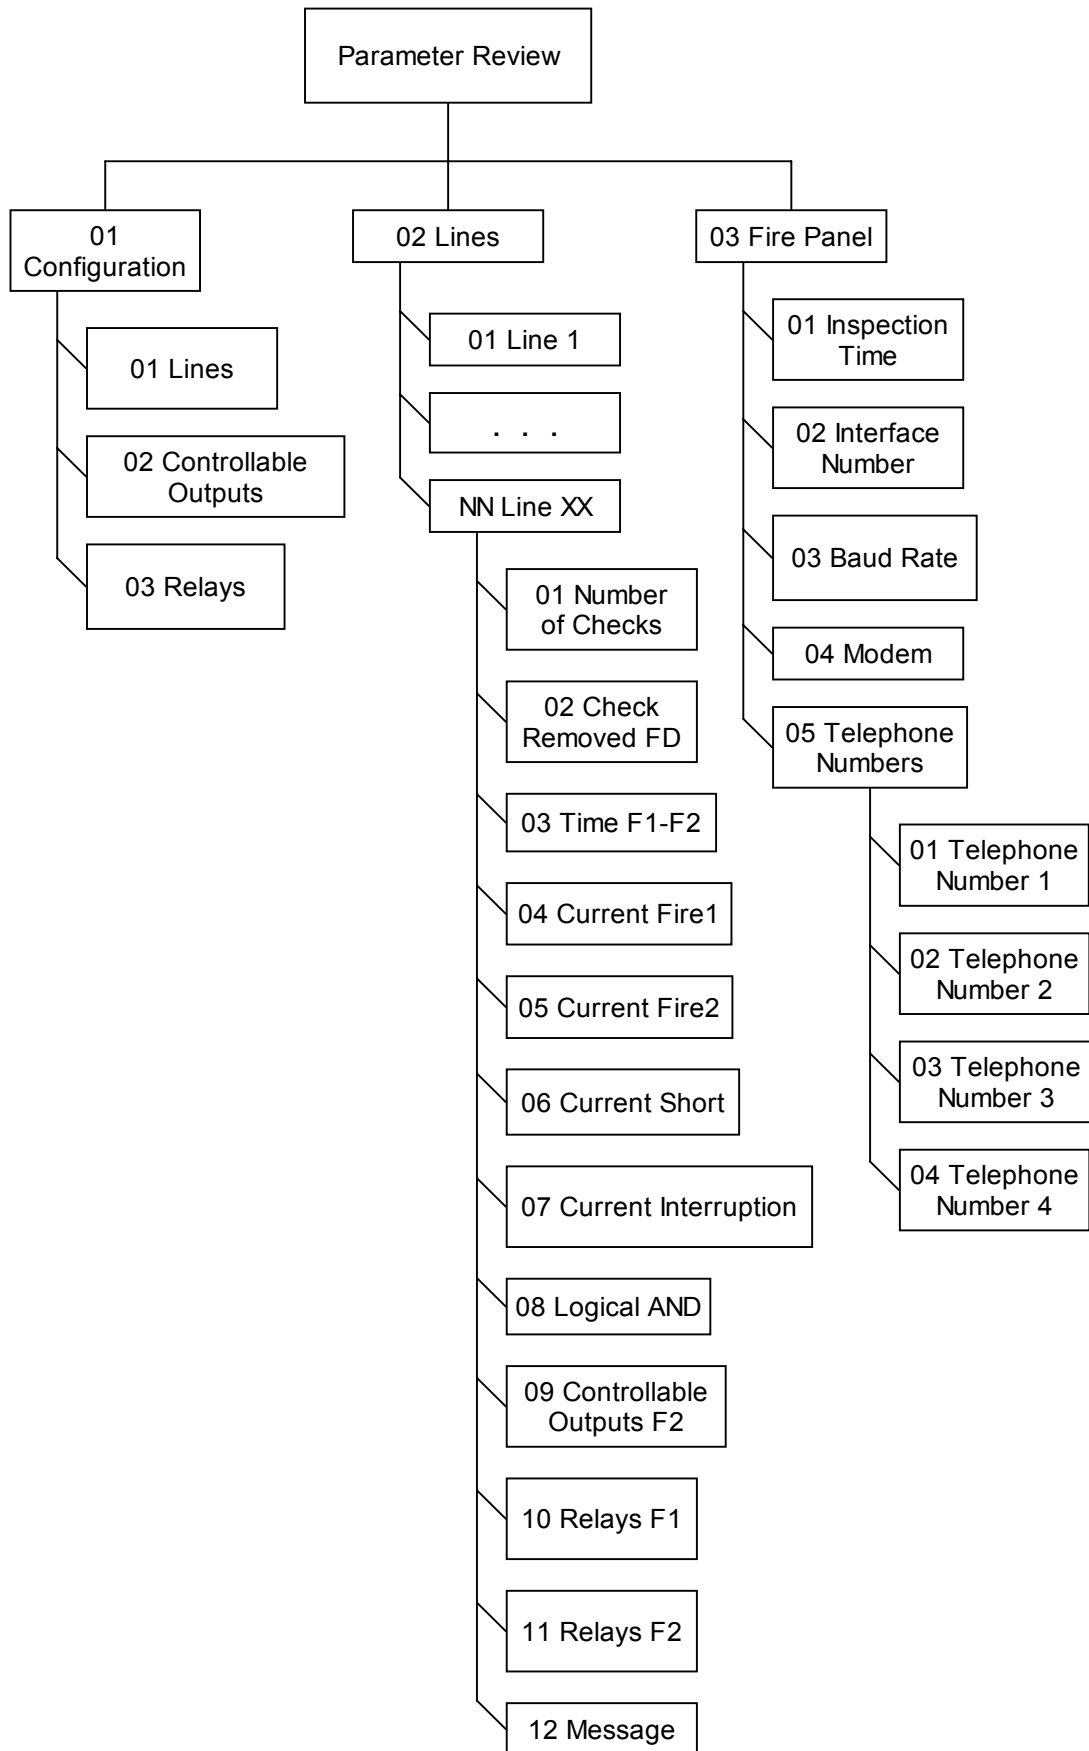 Parameter Review
01
Configuration
01 Lines
02 Controllable
Outputs
03 Relays
02 Lines
01 Line 1
. . .
NN Line XX
01 Number
of Checks
02 Check
Removed FD
03 Time F1-F2
04 Current Fire1
05 Current Fire2
06 Current Short
07 Current Interruption
08 Logical AND
09 Controllable
Outputs F2
10 Relays F1
11 Relays F2
12 Message
03 Fire Panel
01 Inspection
Time
02 Interface
Number
03 Baud Rate
04 Modem
05 Telephone
Numbers
01 Telephone
Number 1
02 Telephone
Number 2
03 Telephone
Number 3
04 Telephone
Number 4